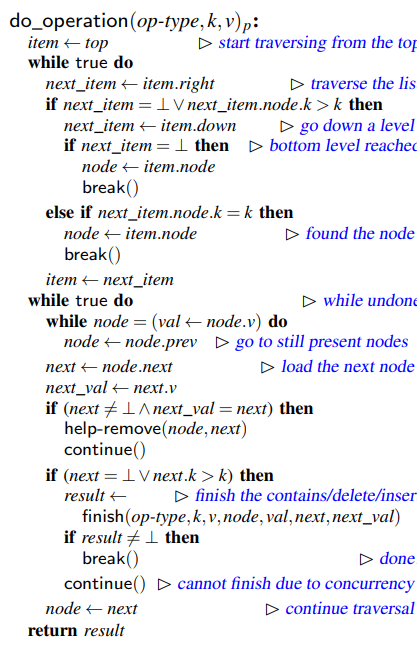 do_operation(op-type, k, v)p:
item ← top ▷ start traversing from the top
while true do
next_item ← item.right ▷ traverse the lis
if next_item = ⊥ ∨ next_item.node.k > k then
next_item ← item.down ▷ go down a level
if next_item = ⊥ then ▷ bottom level reached
node ← item.node
break()
else if next_item.node.k = k then
node ← item.node ▷ found the node
break()
item ← next_item
while true do ▷ while undone
while node = (val ← node.v) do
node ← node.prev ▷ go to still present nodes
next ← node.next ▷ load the next node
next_val ← next.v
if (next ≠ ⊥ ∧ next_val = next) then
help-remove(node, next)
continue()
if (next = ⊥ ∨ next.k > k) then
result ← ▷ finish the contains/delete/inser
finish(op-type, k, v, node, val, next, next_val)
if result ≠ ⊥ then
break() ▷ done
continue() ▷ cannot finish due to concurrency
node ← next ▷ continue traversal
return result